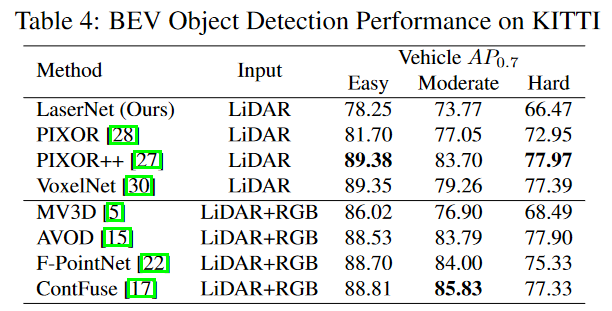 Table 4: BEV Object Detection Performance on KITTI
Method Input Vehicle AP0.7
Easy Moderate Hard
LaserNet (Ours) LiDAR 78.25 73.77 66.47
PIXOR [28] LiDAR 81.70 77.05 72.95
PIXOR++ [27] LiDAR 89.38 83.70 77.97
VoxelNet [30] LiDAR 89.35 79.26 77.39
MV3D [5] LiDAR+RGB 86.02 76.90 68.49
AVOD [15] LiDAR+RGB 88.53 83.79 77.90
F-PointNet [22] LiDAR+RGB 88.70 84.00 75.33
ContFuse [17] LiDAR+RGB 88.81 85.83 77.33